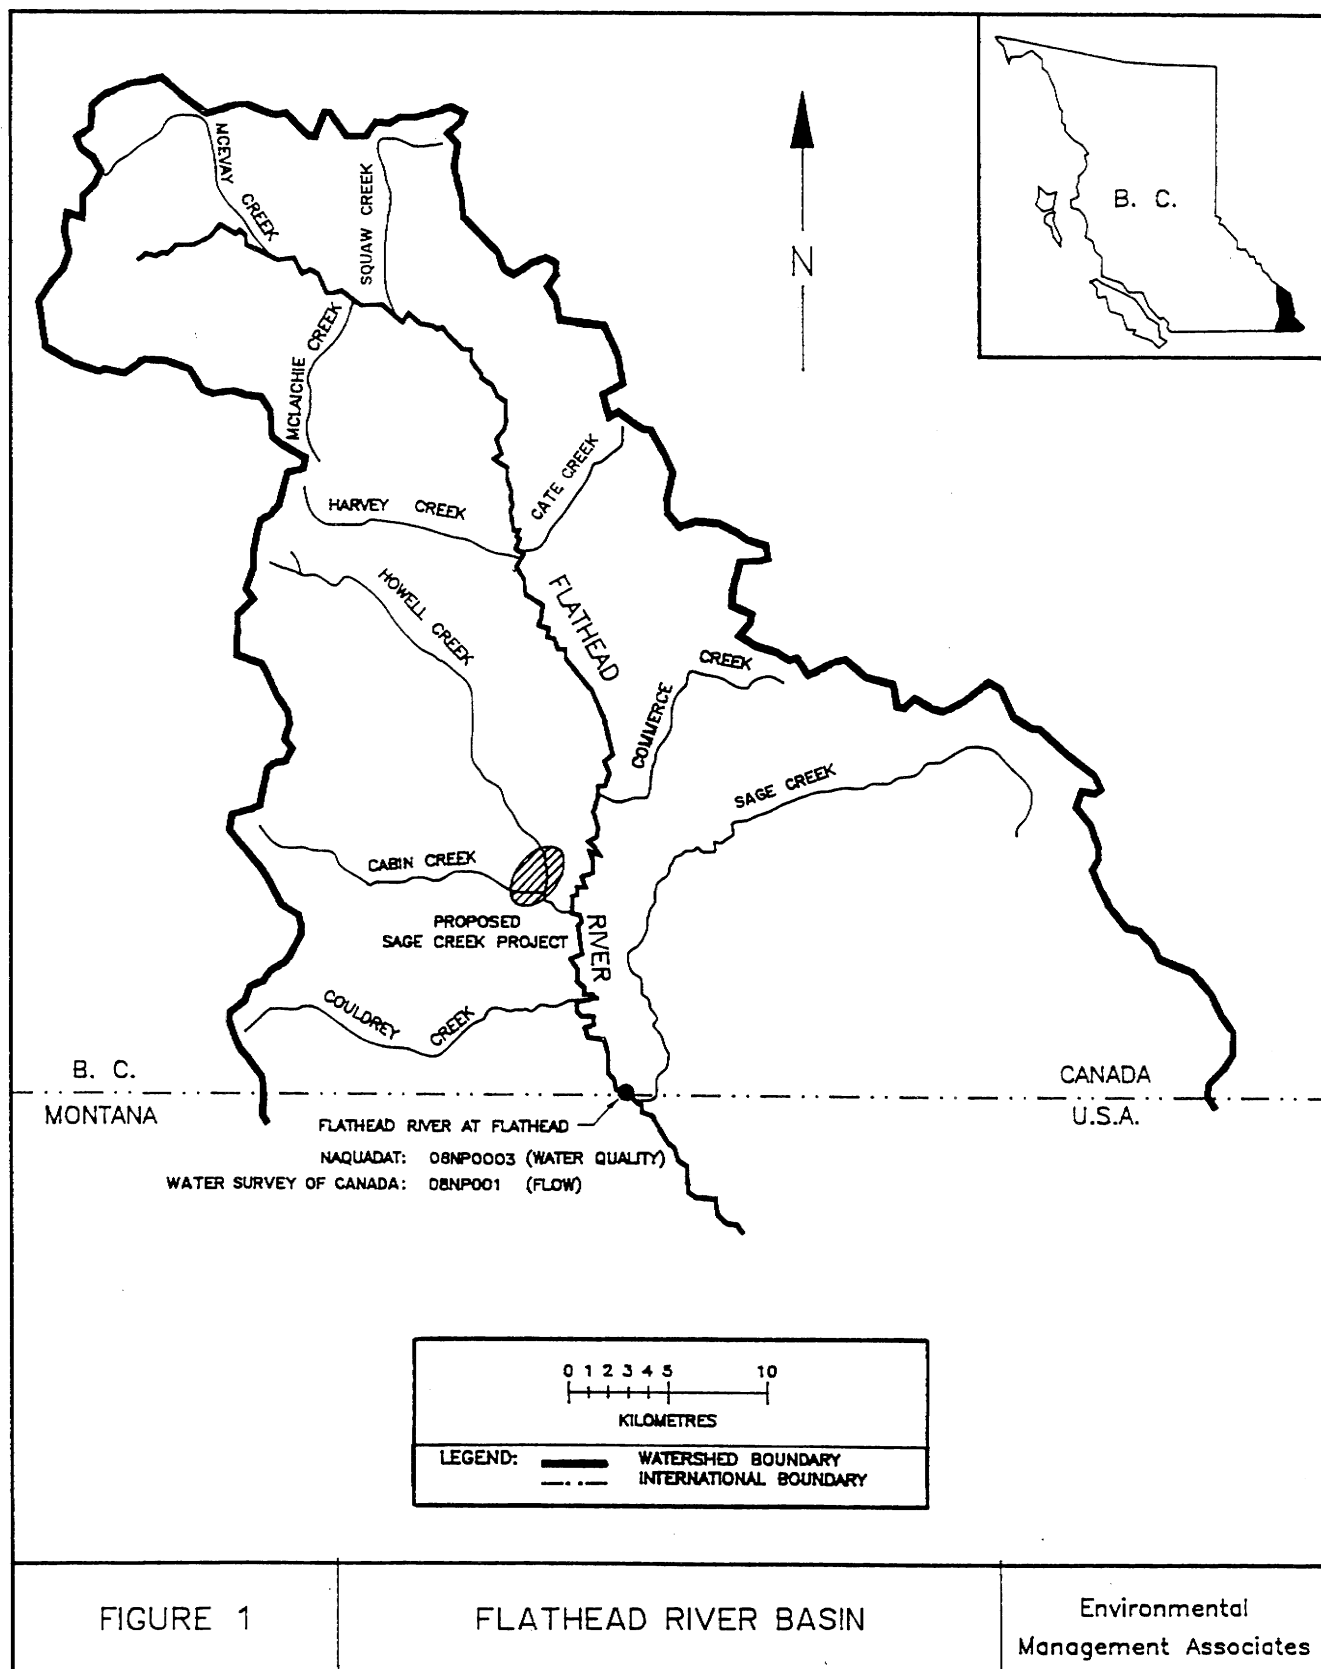 B. C.
N
MCEVAY CREEK
SQUAW CREEK
MCLAICHIE CREEK
HARVEY CREEK
CATE CREEK
HOWELL CREEK
FLATHEAD
COMMERCE CREEK
SAGE CREEK
CABIN CREEK
PROPOSED
SAGE CREEK PROJECT
RIVER
COULDREY CREEK
B. C.
CANADA
MONTANA
U.S.A.
FLATHEAD RIVER AT FLATHEAD
NAQUADAT: 08NP0003 (WATER QUALITY)
WATER SURVEY OF CANADA: 08NP001 (FLOW)
0 1 2 3 4 5 10
KILOMETRES
LEGEND: WATERSHED BOUNDARY
INTERNATIONAL BOUNDARY
FIGURE 1
FLATHEAD RIVER BASIN
Environmental
Management Associates